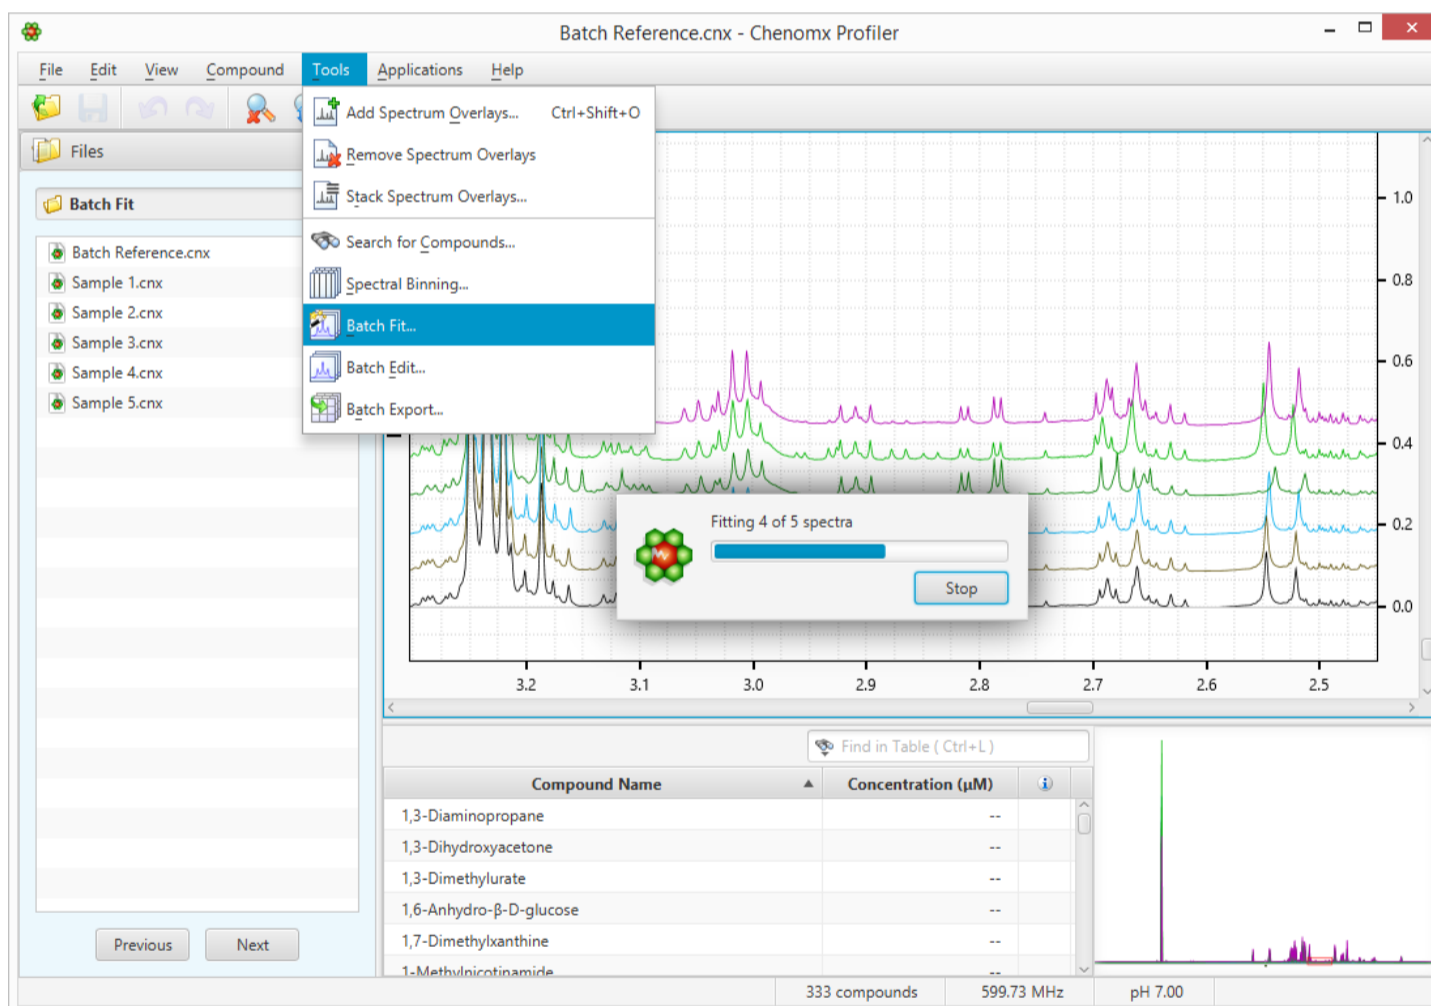 Batch Reference.cnx - Chenomx Profiler
File Edit View Compound Tools Applications Help
Add Spectrum Overlays... Ctrl+Shift+O
Remove Spectrum Overlays
Stack Spectrum Overlays...
Search for Compounds...
Spectral Binning...
Batch Fit...
Batch Edit...
Batch Export...
Files
Batch Fit
Batch Reference.cnx
Sample 1.cnx
Sample 2.cnx
Sample 3.cnx
Sample 4.cnx
Sample 5.cnx
Previous Next
1.0
0.8
0.6
0.4
0.2
0.0
Fitting 4 of 5 spectra
Stop
3.2 3.1 3.0 2.9 2.8 2.7 2.6 2.5
Find in Table ( Ctrl+L )
Compound Name Concentration (µM)
1,3-Diaminopropane --
1,3-Dihydroxyacetone --
1,3-Dimethylurate --
1,6-Anhydro-β-D-glucose --
1,7-Dimethylxanthine --
1-Methylnicotinamide --
333 compounds 599.73 MHz pH 7.00